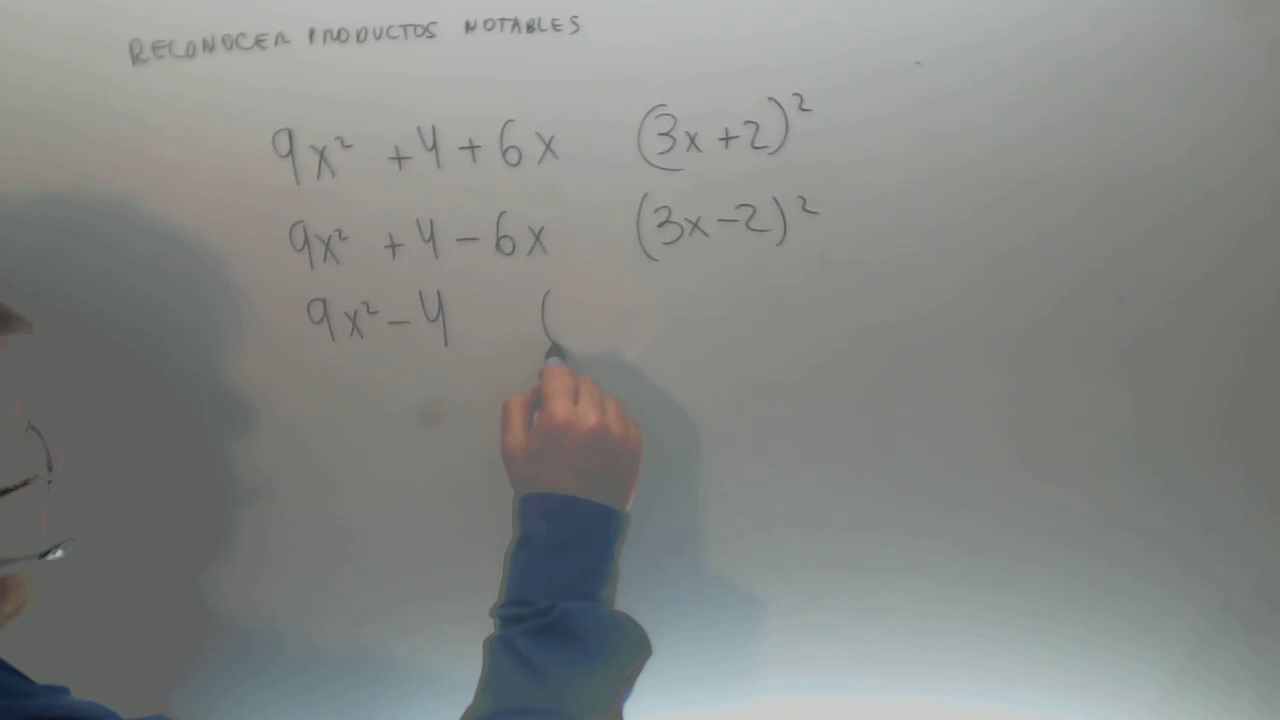 RECONOCER PRODUCTOS NOTABLES
9x² + 4 + 6x (3x + 2)²
9x² + 4 - 6x (3x - 2)²
9x² - 4 (